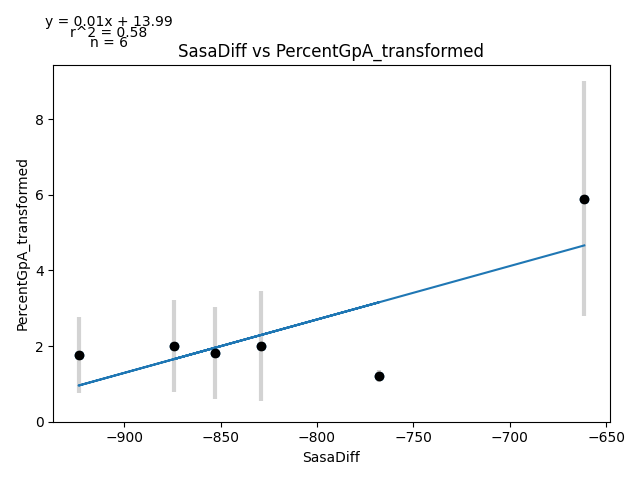 y = 0.01x + 13.99
r^2 = 0.58
n = 6
SasaDiff vs PercentGpA_transformed
PercentGpA_transformed
8
6
4
2
0
−900
−850
−800
−750
−700
−650
SasaDiff